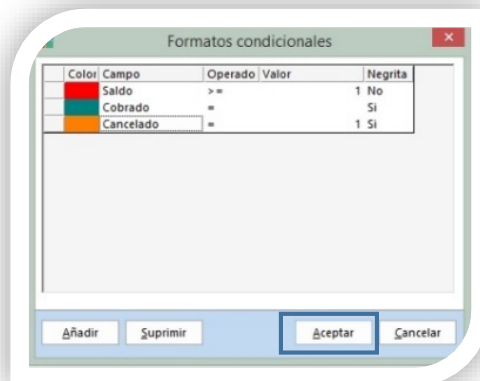 Formatos condicionales
Color Campo Operado Valor Negrita
Saldo >= 1 No
Cobrado = Si
Cancelado = 1 Si
Añadir Suprimir Aceptar Cancelar